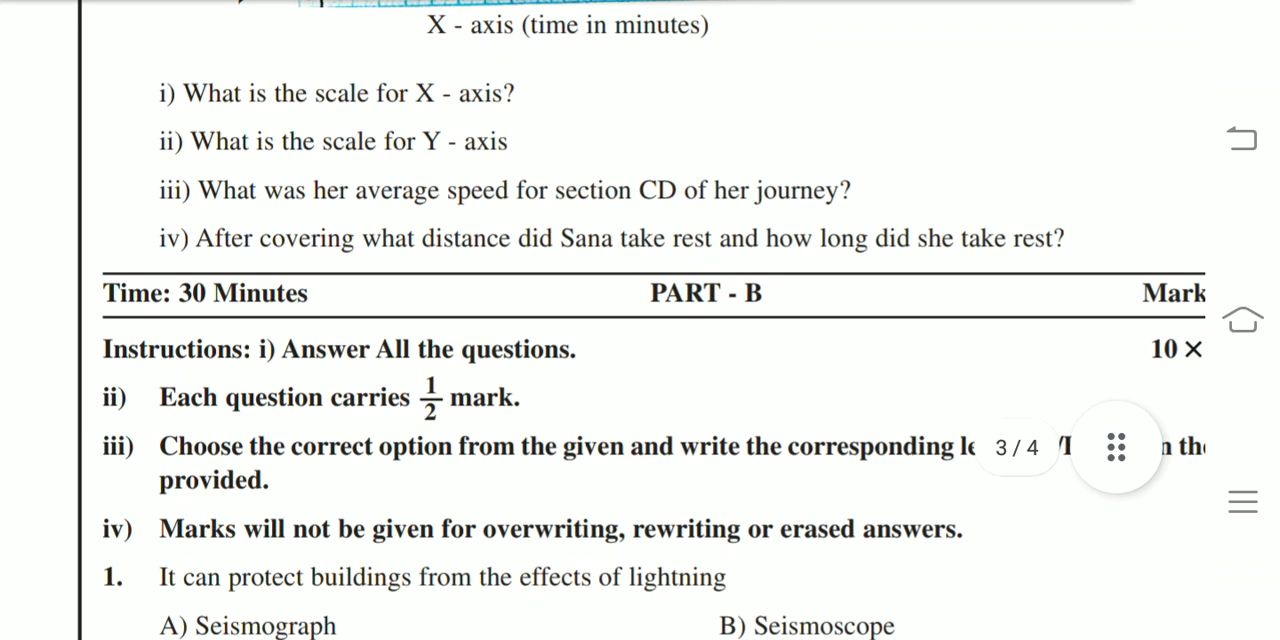 X - axis (time in minutes)
i) What is the scale for X - axis?
ii) What is the scale for Y - axis
iii) What was her average speed for section CD of her journey?
iv) After covering what distance did Sana take rest and how long did she take rest?
Time: 30 Minutes PART - B Mark
Instructions: i) Answer All the questions. 10 ×
ii) Each question carries 1/2 mark.
iii) Choose the correct option from the given and write the corresponding 3 / 4
provided.
iv) Marks will not be given for overwriting, rewriting or erased answers.
1. It can protect buildings from the effects of lightning
A) Seismograph B) Seismoscope